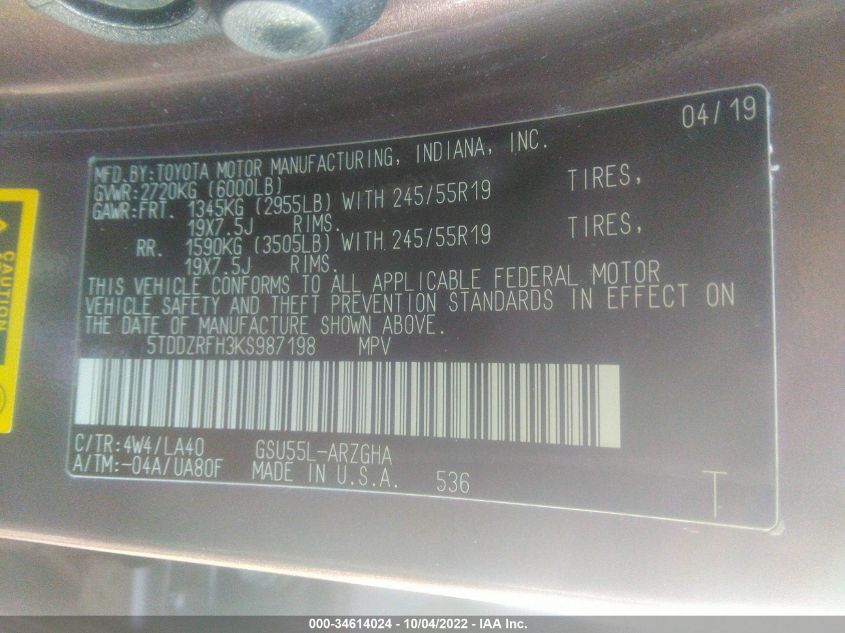 04/19
MFD.BY:TOYOTA MOTOR MANUFACTURING, INDIANA, INC.
GVWR:2720KG (6000LB)
GAWR:FRT. 1345KG (2955LB) WITH 245/55R19 TIRES,
19X7.5J RIMS.
RR. 1590KG (3505LB) WITH 245/55R19 TIRES,
19X7.5J RIMS.
THIS VEHICLE CONFORMS TO ALL APPLICABLE FEDERAL MOTOR
VEHICLE SAFETY AND THEFT PREVENTION STANDARDS IN EFFECT ON
THE DATE OF MANUFACTURE SHOWN ABOVE.
5TDDZRFH3KS987198 MPV
C/TR:4W4/LA40 GSU55L-ARZGHA
A/TM:-04A/UA80F MADE IN U.S.A. 536 T
CAUTION
000-34614024 - 10/04/2022 - IAA Inc.